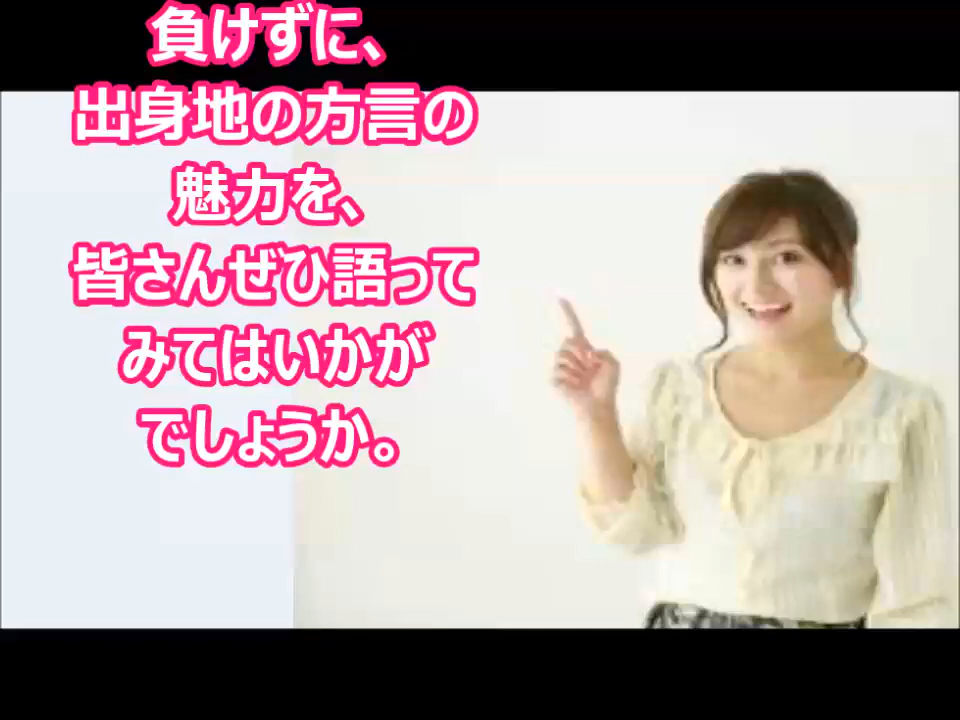 負けずに、
出身地の方言の
魅力を、
皆さんぜひ語って
みてはいかが
でしょうか。